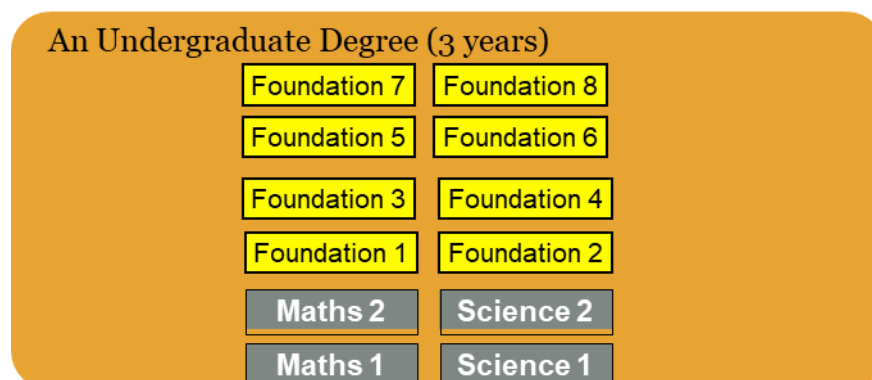 An Undergraduate Degree (3 years)
Foundation 7 Foundation 8
Foundation 5 Foundation 6
Foundation 3 Foundation 4
Foundation 1 Foundation 2
Maths 2 Science 2
Maths 1 Science 1